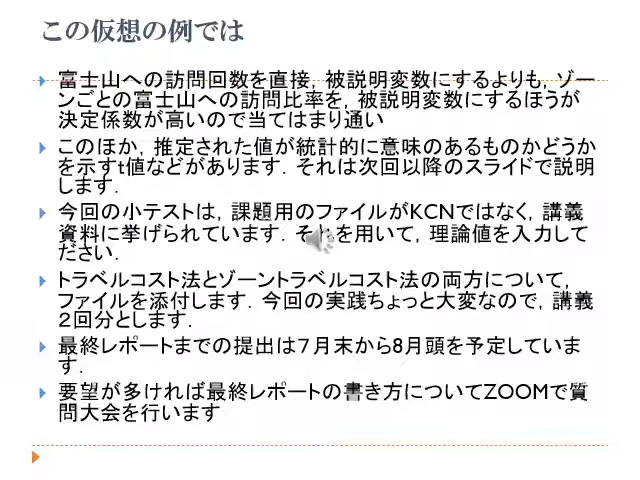 この仮想の例では
富士山への訪問回数を直接，被説明変数にするよりも，ゾー
ンごとの富士山への訪問比率を，被説明変数にするほうが
決定係数が高いので当てはまり通い
このほか，推定された値が統計的に意味のあるものかどうか
を示すt値などがあります．それは次回以降のスライドで説明
します．
今回の小テストは，課題用のファイルがKCNではなく，講義
資料に挙げられています．それを用いて，理論値を入力して
ださい．
トラベルコスト法とゾーントラベルコスト法の両方について，
ファイルを添付します．今回の実践ちょっと大変なので，講義
２回分とします．
最終レポートまでの提出は７月末から8月頭を予定していま
す．
要望が多ければ最終レポートの書き方についてZOOMで質
問大会を行います